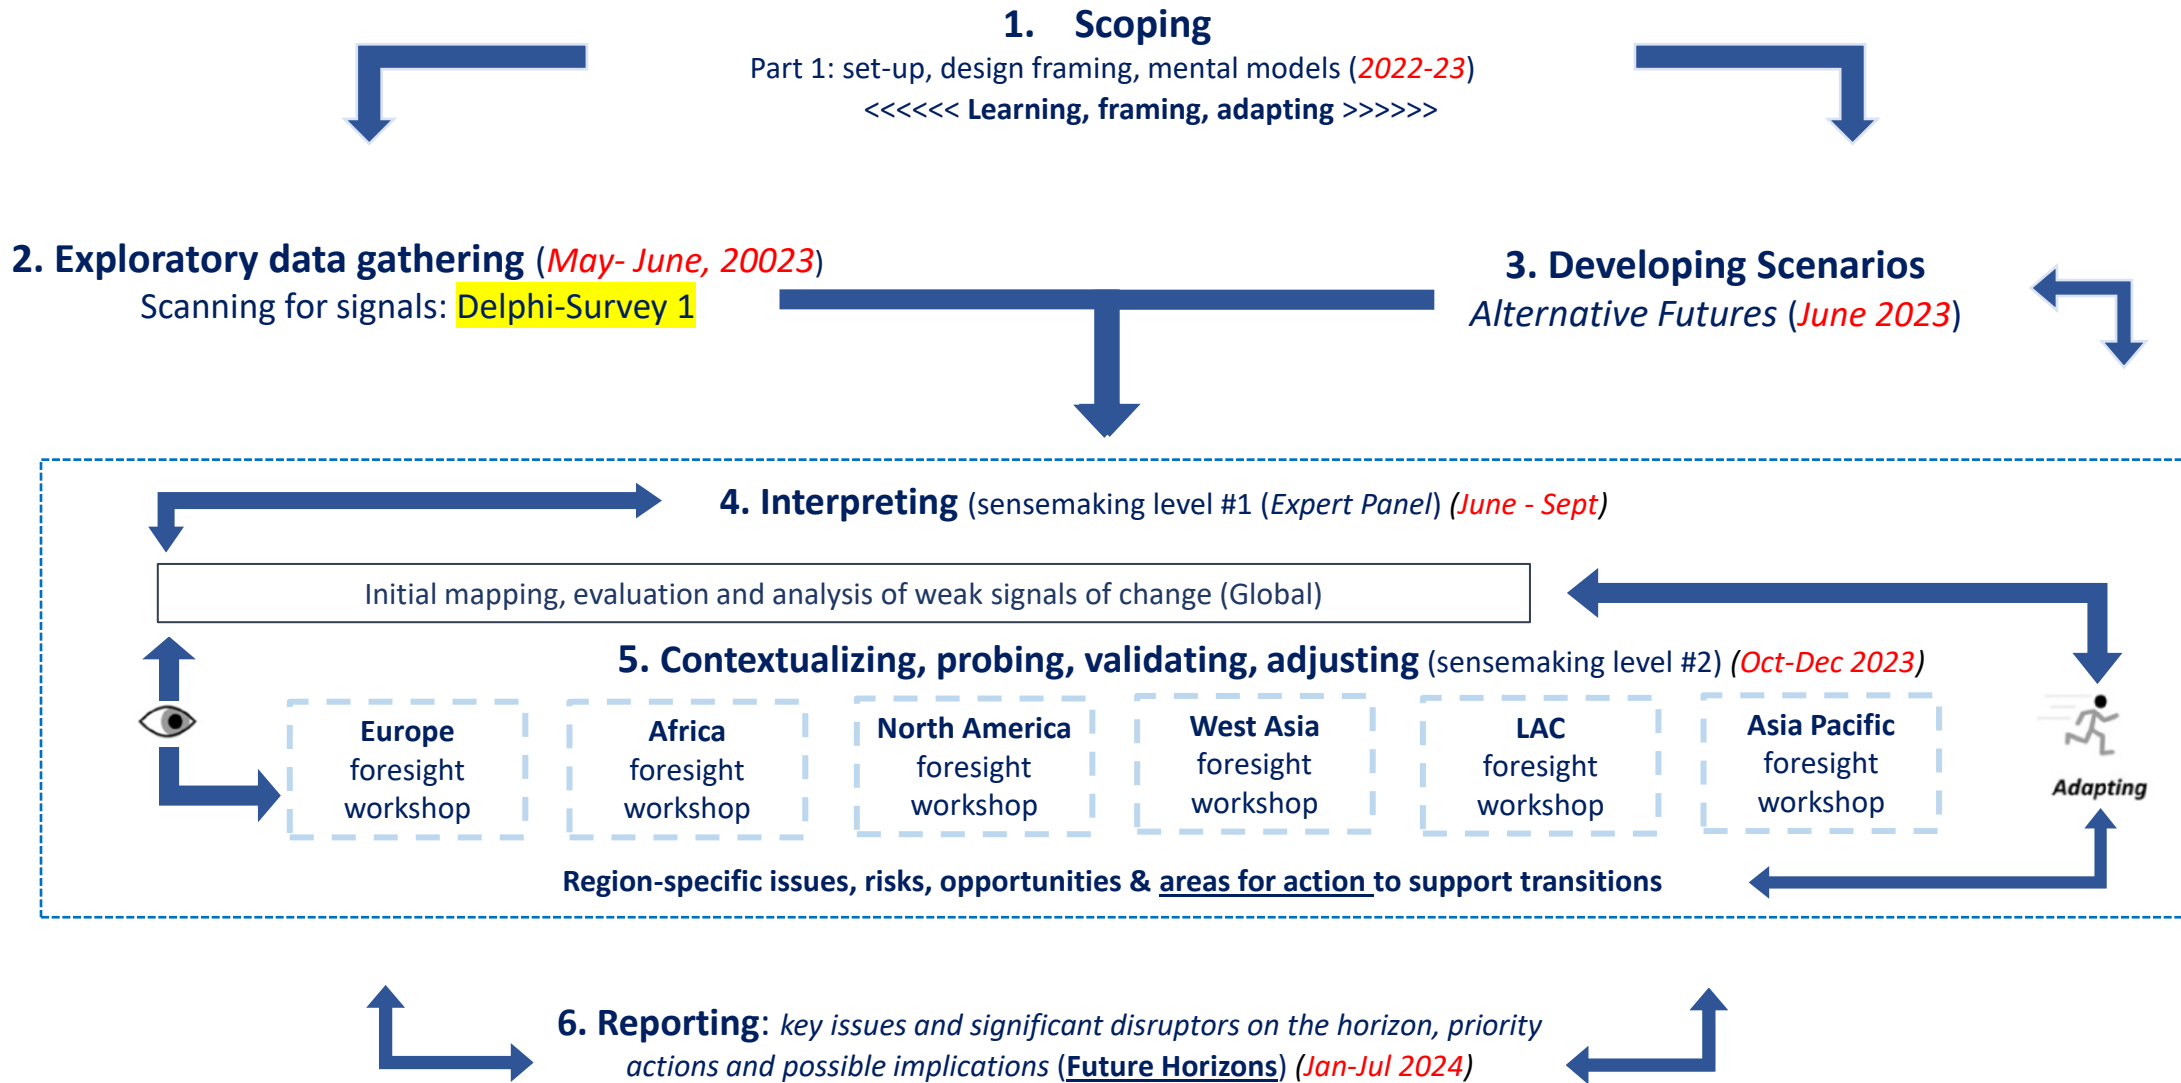 1. Scoping
Part 1: set-up, design framing, mental models (2022-23)
<<<<<< Learning, framing, adapting >>>>>>
2. Exploratory data gathering (May- June, 20023)
Scanning for signals: Delphi-Survey 1
3. Developing Scenarios
Alternative Futures (June 2023)
4. Interpreting (sensemaking level #1 (Expert Panel) (June - Sept)
Initial mapping, evaluation and analysis of weak signals of change (Global)
5. Contextualizing, probing, validating, adjusting (sensemaking level #2) (Oct-Dec 2023)
Europe
foresight
workshop
Africa
foresight
workshop
North America
foresight
workshop
West Asia
foresight
workshop
LAC
foresight
workshop
Asia Pacific
foresight
workshop
Adapting
Region-specific issues, risks, opportunities & areas for action to support transitions
6. Reporting: key issues and significant disruptors on the horizon, priority
actions and possible implications (Future Horizons) (Jan-Jul 2024)